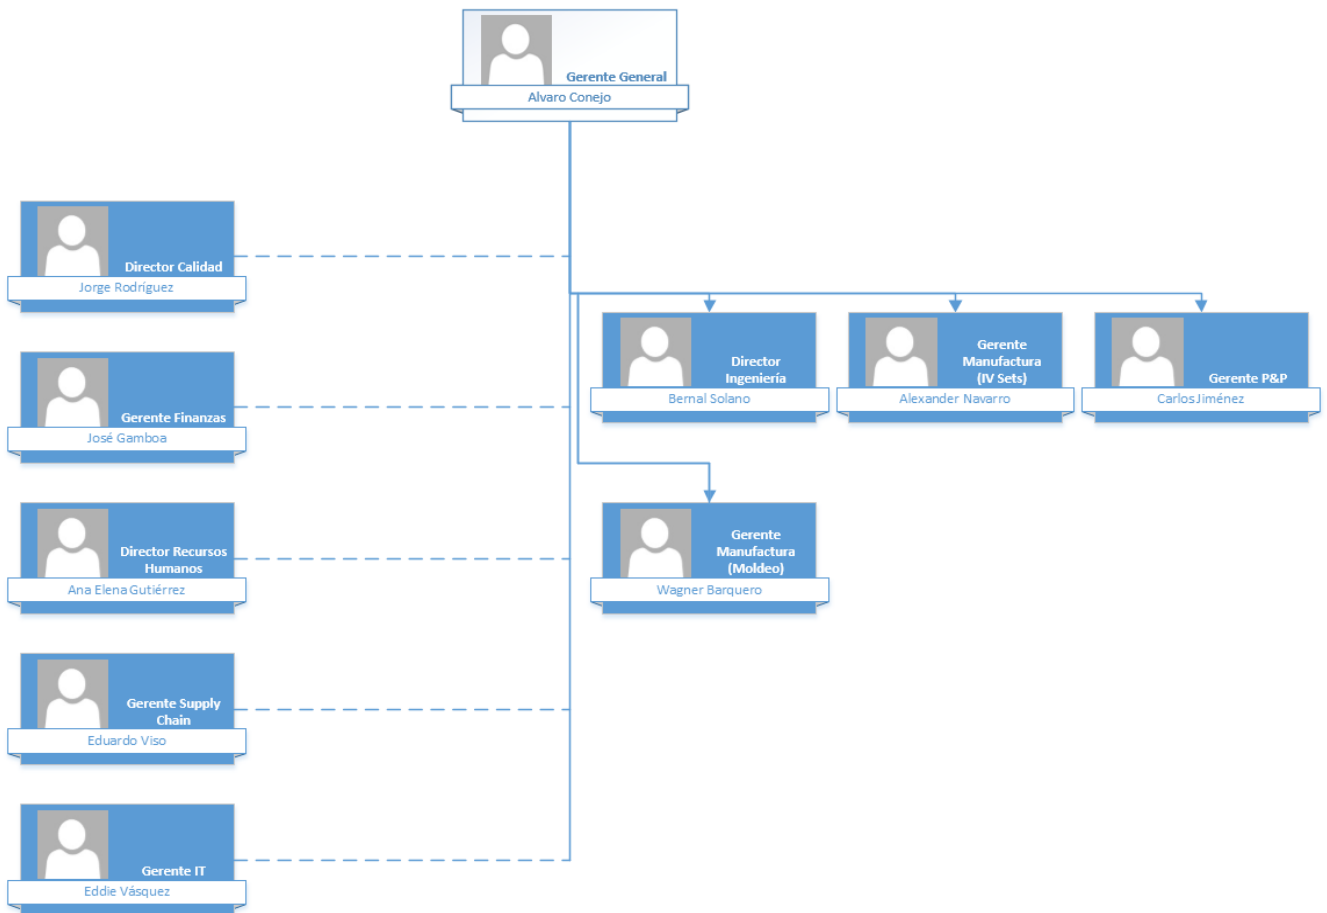 Gerente General
Alvaro Conejo
Director Calidad
Jorge Rodríguez
Director
Ingeniería
Bernal Solano
Gerente
Manufactura
(IV Sets)
Alexander Navarro
Gerente P&P
Carlos Jiménez
Gerente Finanzas
José Gamboa
Director Recursos
Humanos
Ana Elena Gutiérrez
Gerente
Manufactura
(Moldeo)
Wagner Barquero
Gerente Supply
Chain
Eduardo Viso
Gerente IT
Eddie Vásquez